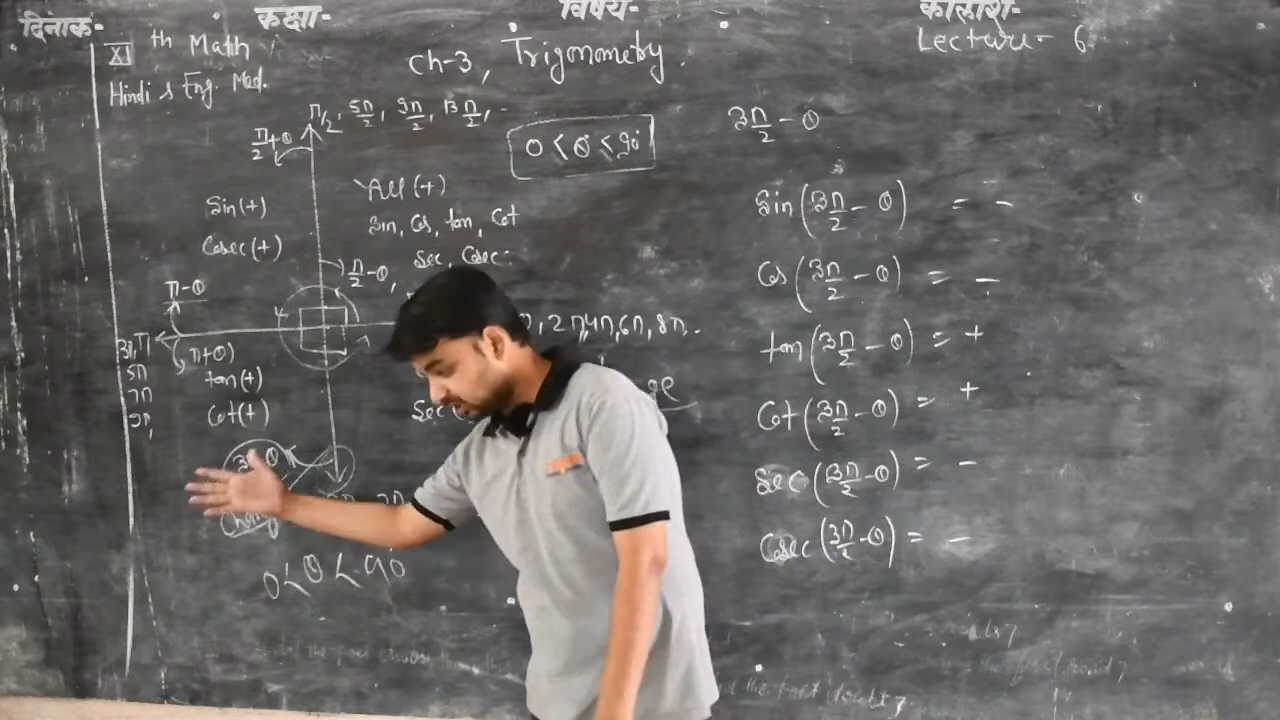 दिनांक-
कक्षा-
विषय-
कालांश-
XI th Math
Hindi & Eng. Med.
Ch-3, Trignometry.
Lecture- 6
π/2, 5π/2, 9π/2, 13π/2, -
π/2+θ
0 < θ < 90°
Sin(+)
Cosec(+)
All (+)
Sin, Cos, tan, Cot
Sec, Cosec
π/2-θ,
π-θ
, 2π, 4π, 6π, 8π.
3π, π
5π
7π
9π,
π+θ)
tan(+)
Cot(+)
Sec
0<θ<90
3π/2 - θ
Sin(3π/2 - θ) = -
Cos(3π/2 - θ) = -
tan(3π/2 - θ) = +
Cot(3π/2 - θ) = +
Sec(3π/2 - θ) = -
Cosec(3π/2 - θ) = -